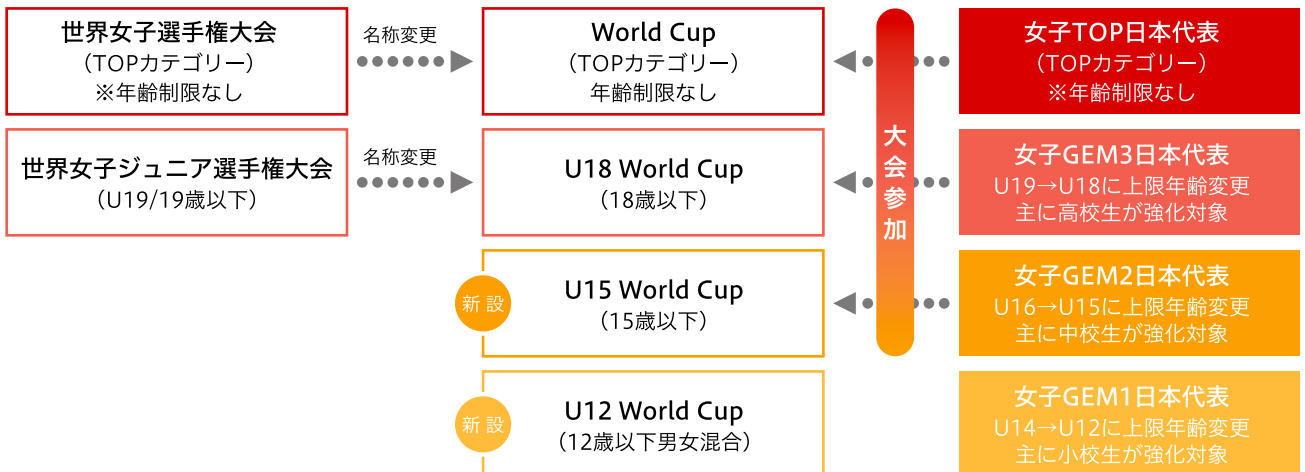 世界女子選手権大会
（TOPカテゴリー）
※年齢制限なし
名称変更
World Cup
（TOPカテゴリー）
年齢制限なし
女子TOP日本代表
（TOPカテゴリー）
※年齢制限なし
世界女子ジュニア選手権大会
（U19/19歳以下）
名称変更
U18 World Cup
（18歳以下）
大会参加
女子GEM3日本代表
U19→U18に上限年齢変更
主に高校生が強化対象
新設
U15 World Cup
（15歳以下）
女子GEM2日本代表
U16→U15に上限年齢変更
主に中校生が強化対象
新設
U12 World Cup
（12歳以下男女混合）
女子GEM1日本代表
U14→U12に上限年齢変更
主に小校生が強化対象